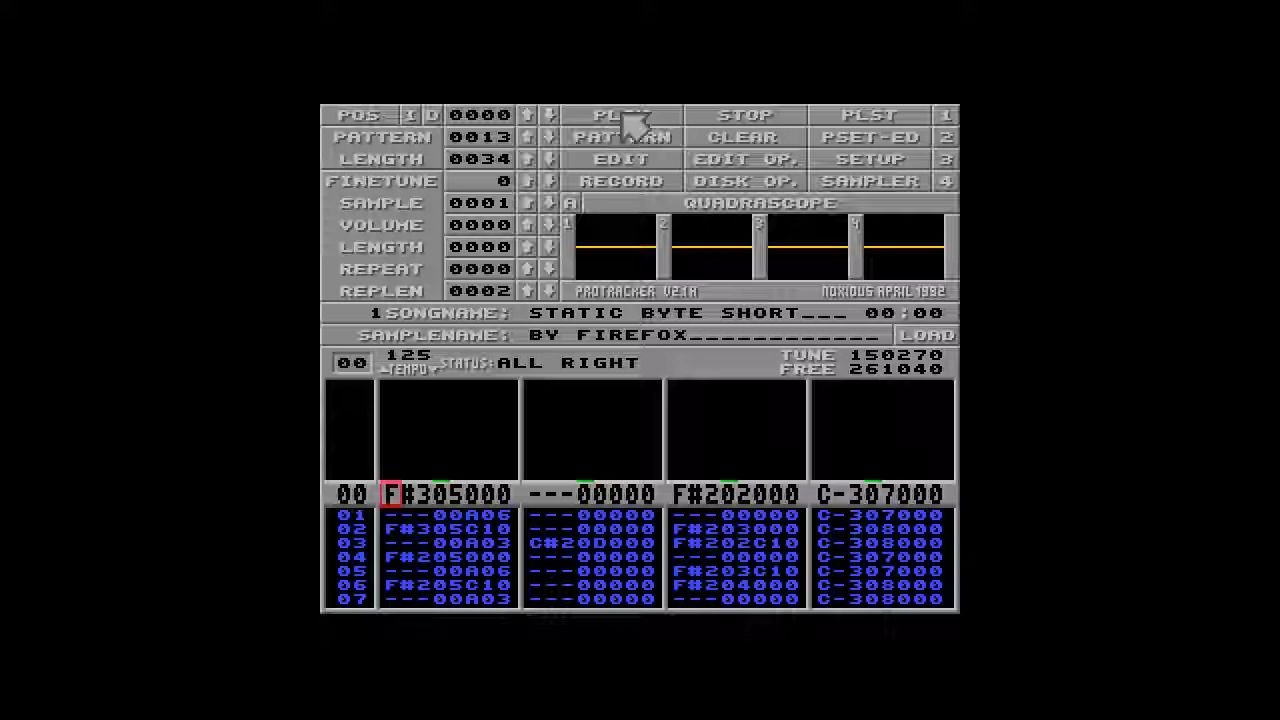 POS I D 0000 PLAY STOP PLST 1
PATTERN 0013 PATTERN CLEAR PSET-ED 2
LENGTH 0034 EDIT EDIT OP. SETUP 3
FINETUNE 0 RECORD DISK OP. SAMPLER 4
SAMPLE 0001 A QUADRASCOPE
VOLUME 0000 1 2 3 4
LENGTH 0000
REPEAT 0000
REPLEN 0002 PROTRACKER V2.1A NOXIOUS APRIL 1992
1 SONGNAME: STATIC BYTE SHORT___ 00:00
SAMPLENAME: BY FIREFOX____________ LOAD
00 125 TEMPO STATUS: ALL RIGHT TUNE 150270
FREE 261040
00 F#305000 ---00000 F#202000 C-307000
01 ---00A06 ---00000 ---00000 C-307000
02 F#305C10 ---00000 F#203000 C-308000
03 ---00A03 C#20D000 F#202C10 C-308000
04 F#205000 ---00000 ---00000 C-307000
05 ---00A06 ---00000 F#203C10 C-307000
06 F#205C10 ---00000 F#204000 C-308000
07 ---00A03 ---00000 ---00000 C-308000